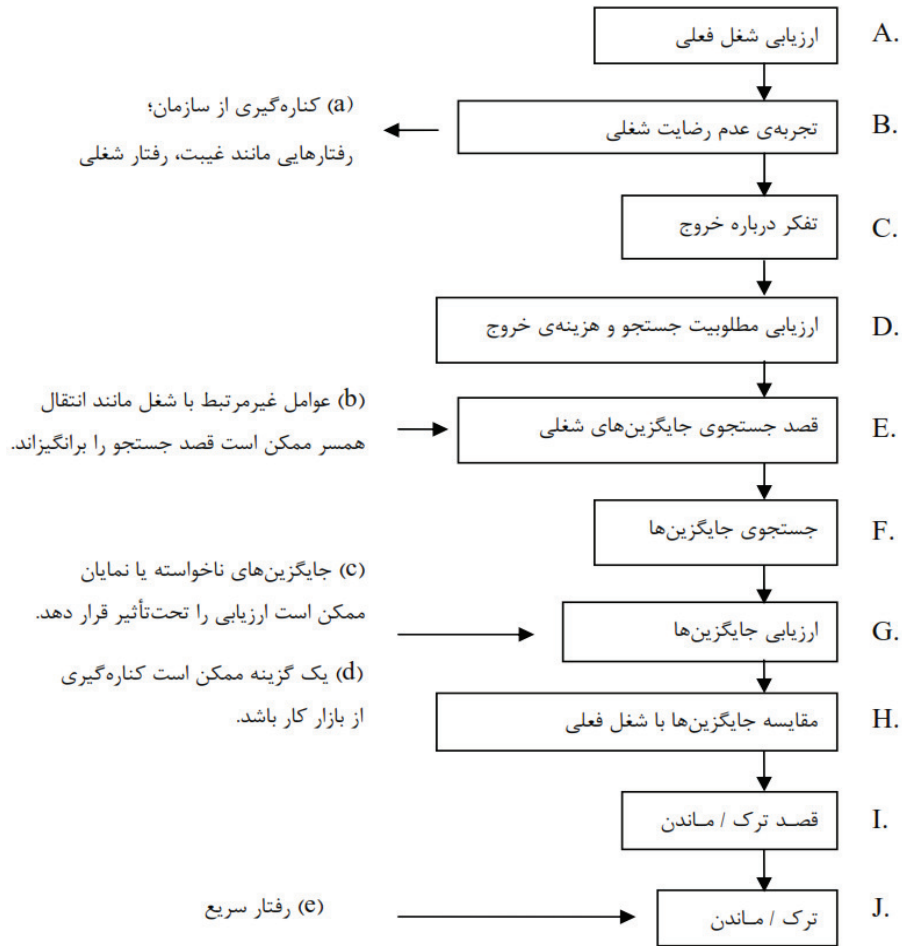 A. ارزیابی شغل فعلی
(a) کناره‌گیری از سازمان؛
رفتارهایی مانند غیبت، رفتار شغلی
B. تجربه‌ی عدم رضایت شغلی
C. تفکر درباره خروج
D. ارزیابی مطلوبیت جستجو و هزینه‌ی خروج
(b) عوامل غیرمرتبط با شغل مانند انتقال
همسر ممکن است قصد جستجو را برانگیزاند.
E. قصد جستجوی جایگزین‌های شغلی
F. جستجوی جایگزین‌ها
(c) جایگزین‌های ناخواسته یا نمایان
ممکن است ارزیابی را تحت‌تأثیر قرار دهد.
G. ارزیابی جایگزین‌ها
(d) یک گزینه ممکن است کناره‌گیری
از بازار کار باشد.
H. مقایسه جایگزین‌ها با شغل فعلی
I. قصـد ترک / مـاندن
(e) رفتار سریع
J. ترک / مـاندن